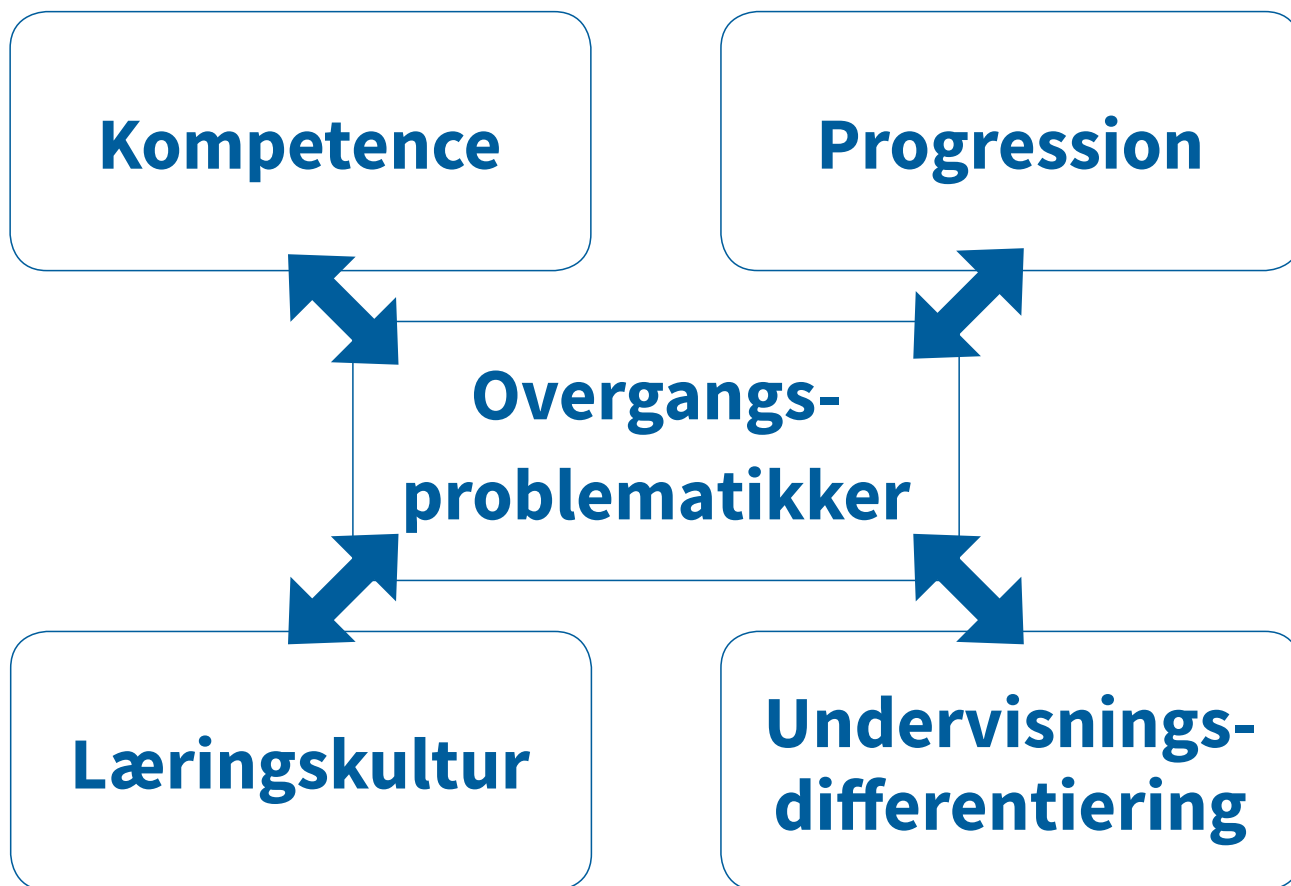 Kompetence
Progression
Overgangs-
problematikker
Læringskultur
Undervisnings-
differentiering